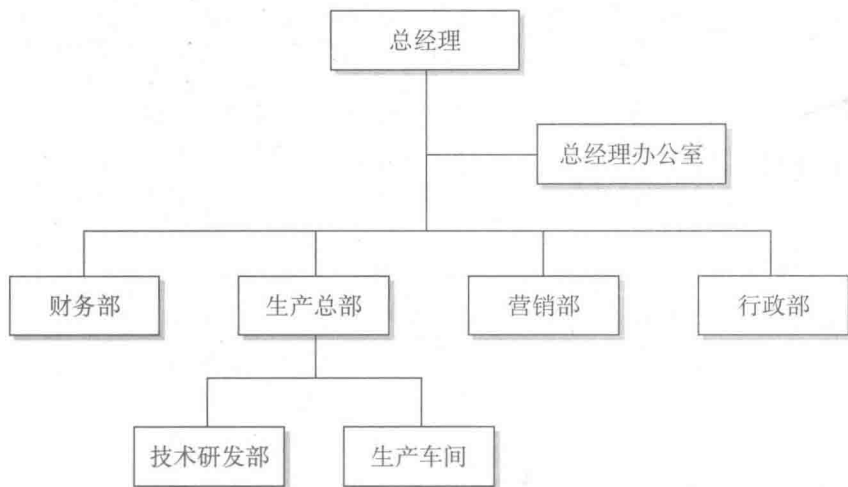 总经理
总经理办公室
财务部
生产总部
营销部
行政部
技术研发部
生产车间